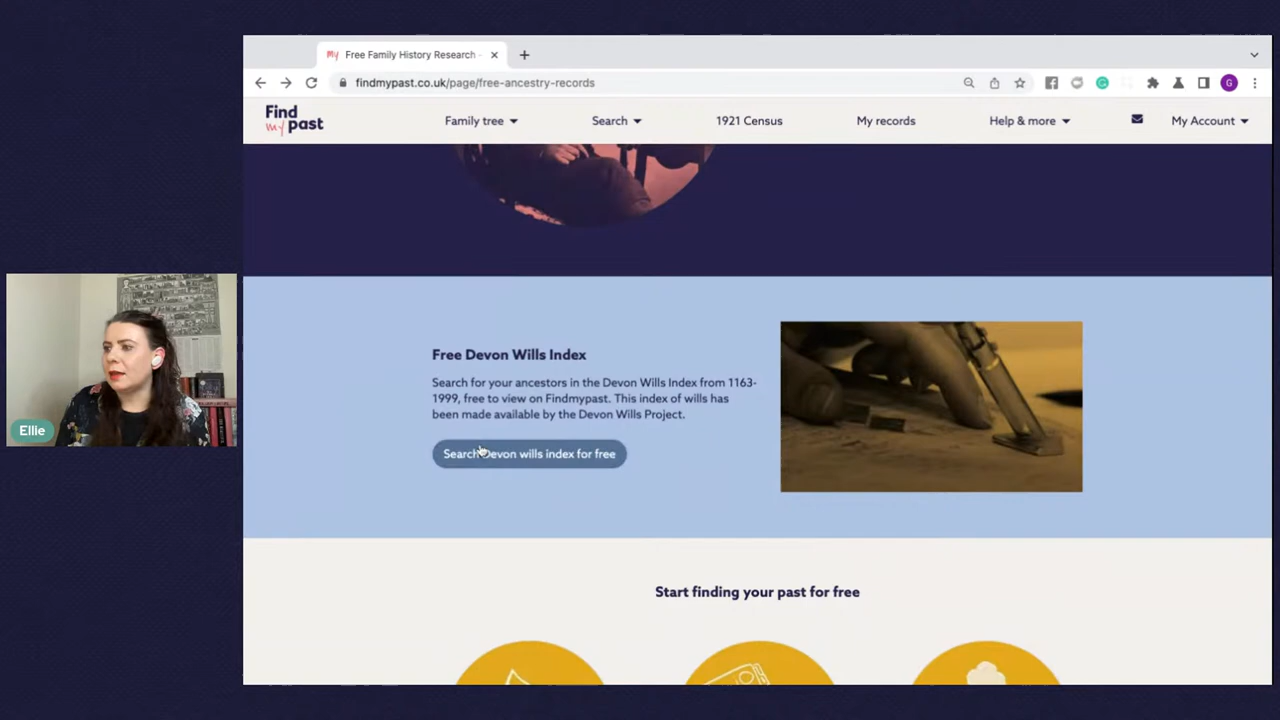 Free Family History Research -
findmypast.co.uk/page/free-ancestry-records
G
Find
my past
Family tree
Search
1921 Census
My records
Help & more
My Account
Free Devon Wills Index
Search for your ancestors in the Devon Wills Index from 1163-
1999, free to view on Findmypast. This index of wills has
been made available by the Devon Wills Project.
Search Devon wills index for free
Ellie
Start finding your past for free